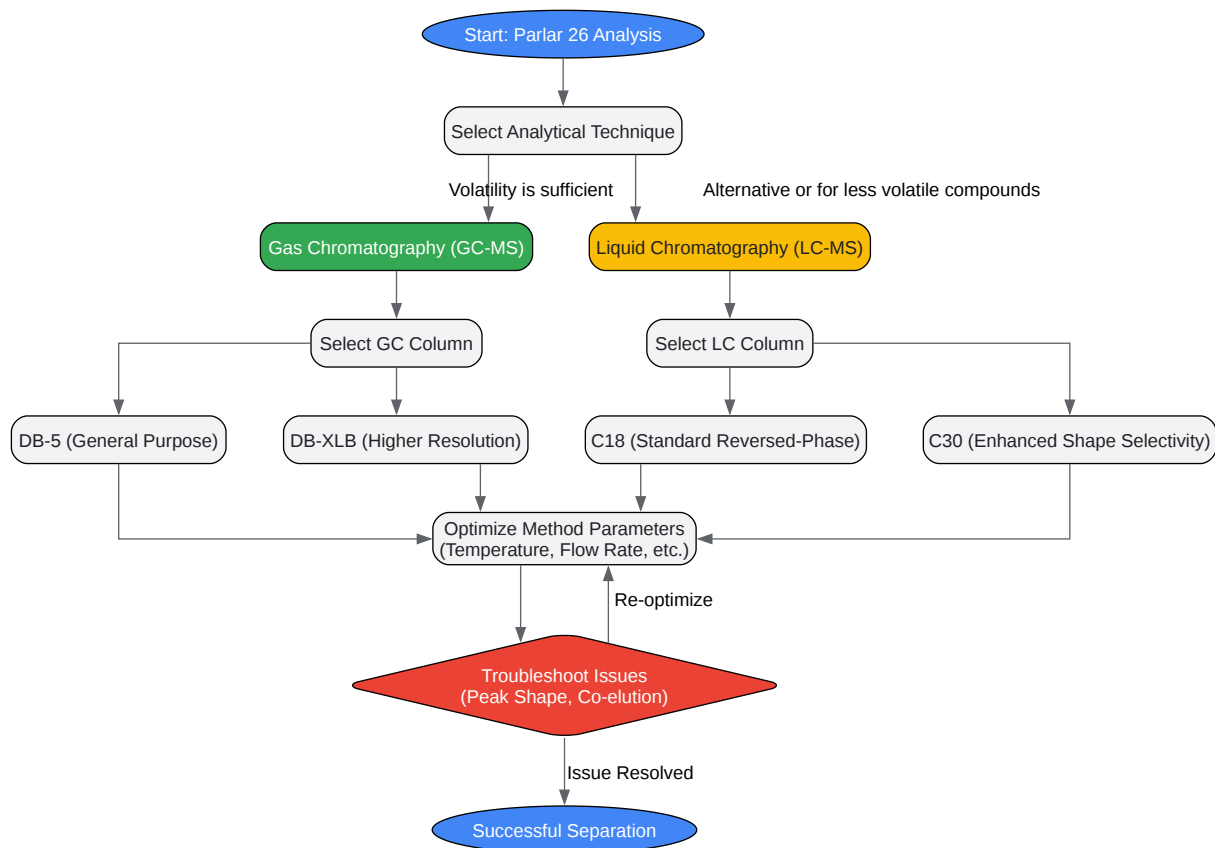 Start: Parlar 26 Analysis
Select Analytical Technique
Volatility is sufficient
Alternative or for less volatile compounds
Gas Chromatography (GC-MS)
Liquid Chromatography (LC-MS)
Select GC Column
Select LC Column
DB-5 (General Purpose)
DB-XLB (Higher Resolution)
C18 (Standard Reversed-Phase)
C30 (Enhanced Shape Selectivity)
Optimize Method Parameters
(Temperature, Flow Rate, etc.)
Re-optimize
Troubleshoot Issues
(Peak Shape, Co-elution)
Issue Resolved
Successful Separation